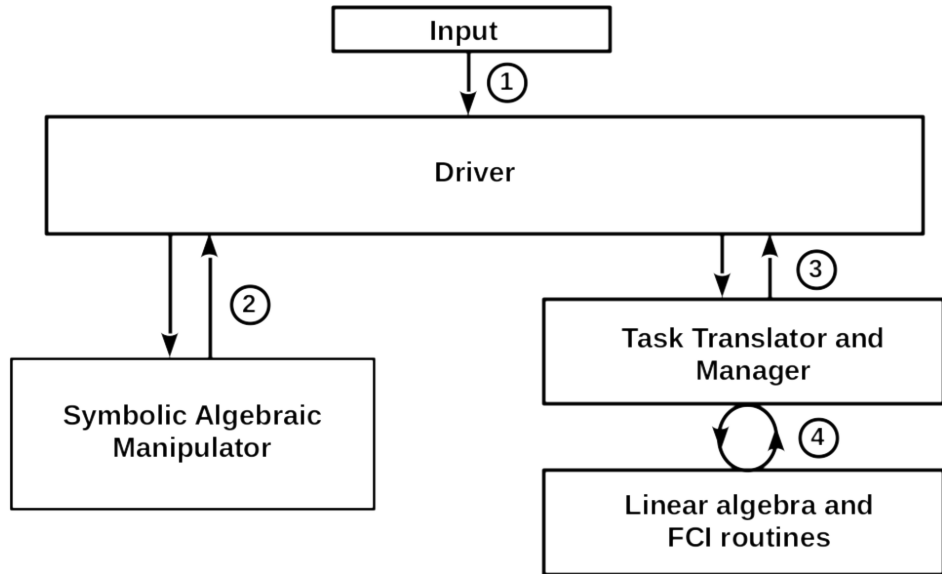 Input
1
Driver
2
3
Task Translator and
Manager
Symbolic Algebraic
Manipulator
4
Linear algebra and
FCI routines